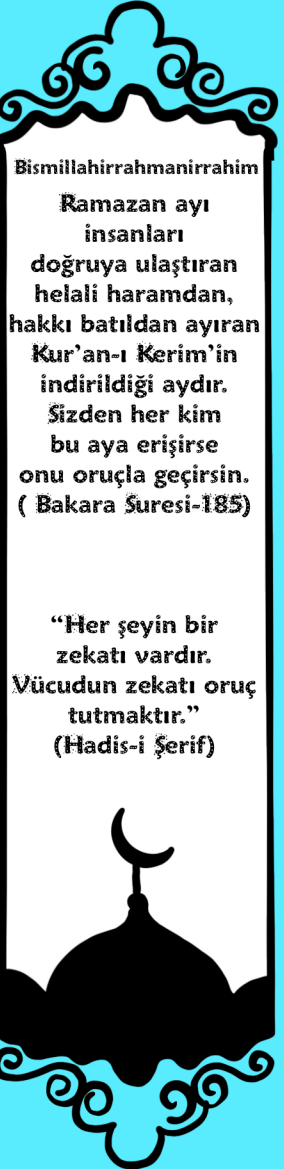 Bismillahirrahmanirrahim
Ramazan ayı
insanları
doğruya ulaştıran
helali haramdan,
hakkı batıldan ayıran
Kur’an-ı Kerim’in
indirildiği aydır.
Sizden her kim
bu aya erişirse
onu oruçla geçirsin.
( Bakara Suresi-185)
“Her şeyin bir
zekatı vardır.
Vücudun zekatı oruç
tutmaktır.”
(Hadis-i Şerif)